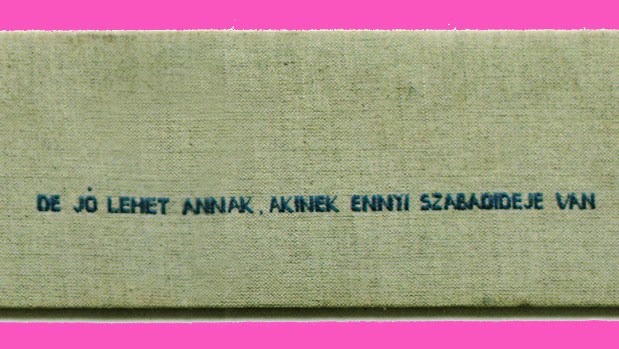 DE JÓ LEHET ANNAK, AKINEK ENNYI SZABADIDEJE VAN